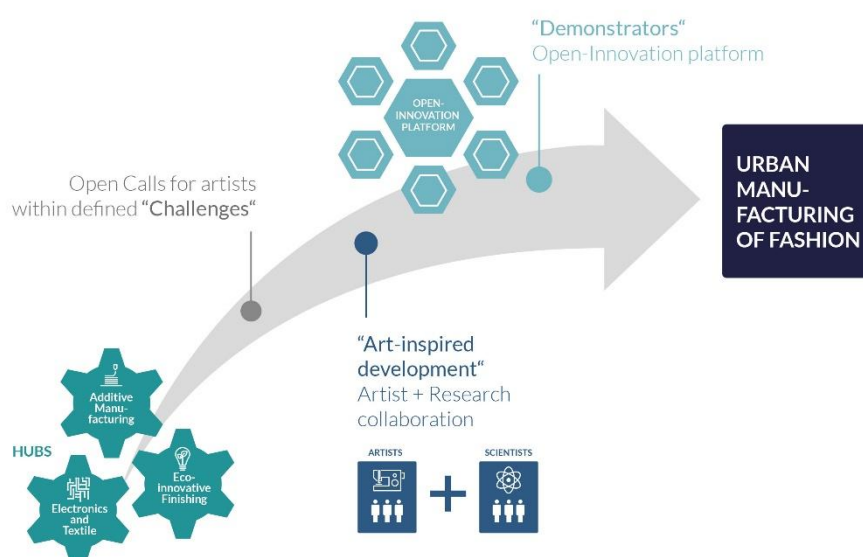 “Demonstrators“
Open-Innovation platform
OPEN-
INNOVATION
PLATFORM
URBAN
MANU-
FACTURING
OF FASHION
Open Calls for artists
within defined “Challenges“
“Art-inspired
development“
Artist + Research
collaboration
ARTISTS
SCIENTISTS
HUBS
Additive
Manu-
facturing
Eco-
innovative
Finishing
Electronics
and
Textile